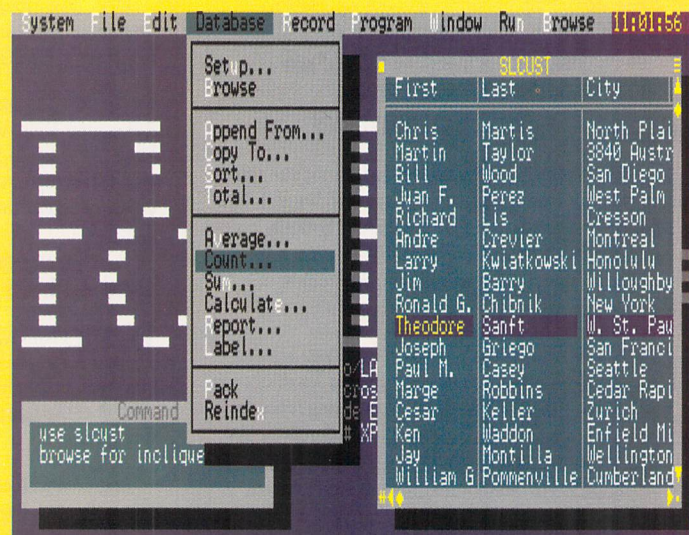 System File Edit Database Record Program Window Run Browse 11:01:56
Setup...
Browse
Append From...
Copy To...
Sort...
Total...
Average...
Count...
Sum...
Calculate...
Report...
Label...
Pack
Reindex
Command
use slcust
browse for inclique
SLCUST
First Last City
Chris Martis North Plai
Martin Taylor 3840 Austr
Bill Wood San Diego
Juan F. Perez West Palm
Richard Lis Cresson
Andre Crevier Montreal
Larry Kwiatkowski Honolulu
Jim Barry Willoughby
Ronald G. Chibnik New York
Theodore Sanft W. St. Pau
Joseph Griego San Franci
Paul M. Casey Seattle
Marge Robbins Cedar Rapi
Cesar Keller Zurich
Ken Waddon Enfield Mi
Jay Montilla Wellington
William G Pommenville Cumberland
o/LA
cros
de E
# XP